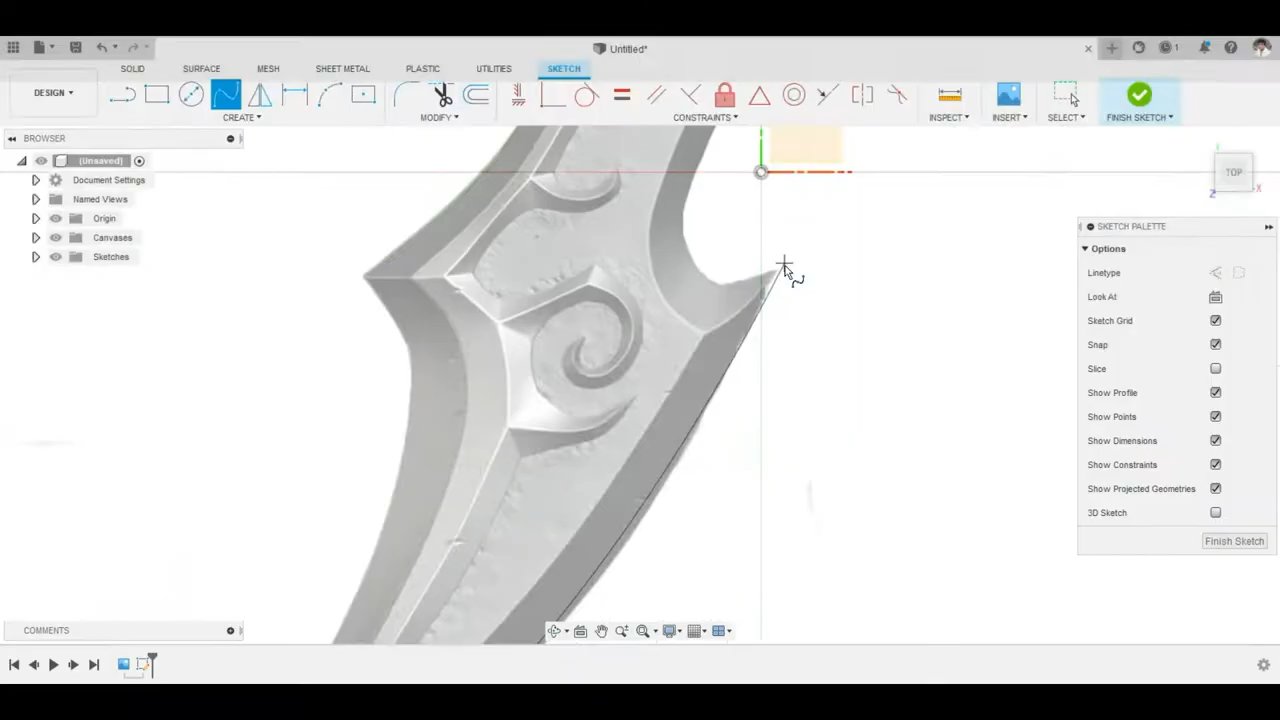 Untitled*
1
SOLID SURFACE MESH SHEET METAL PLASTIC UTILITIES SKETCH
DESIGN
CREATE MODIFY CONSTRAINTS INSPECT INSERT SELECT FINISH SKETCH
BROWSER
(Unsaved)
Document Settings
Named Views
Origin
Canvases
Sketches
TOP
Z
X
SKETCH PALETTE
Options
Linetype
Look At
Sketch Grid
Snap
Slice
Show Profile
Show Points
Show Dimensions
Show Constraints
Show Projected Geometries
3D Sketch
Finish Sketch
COMMENTS